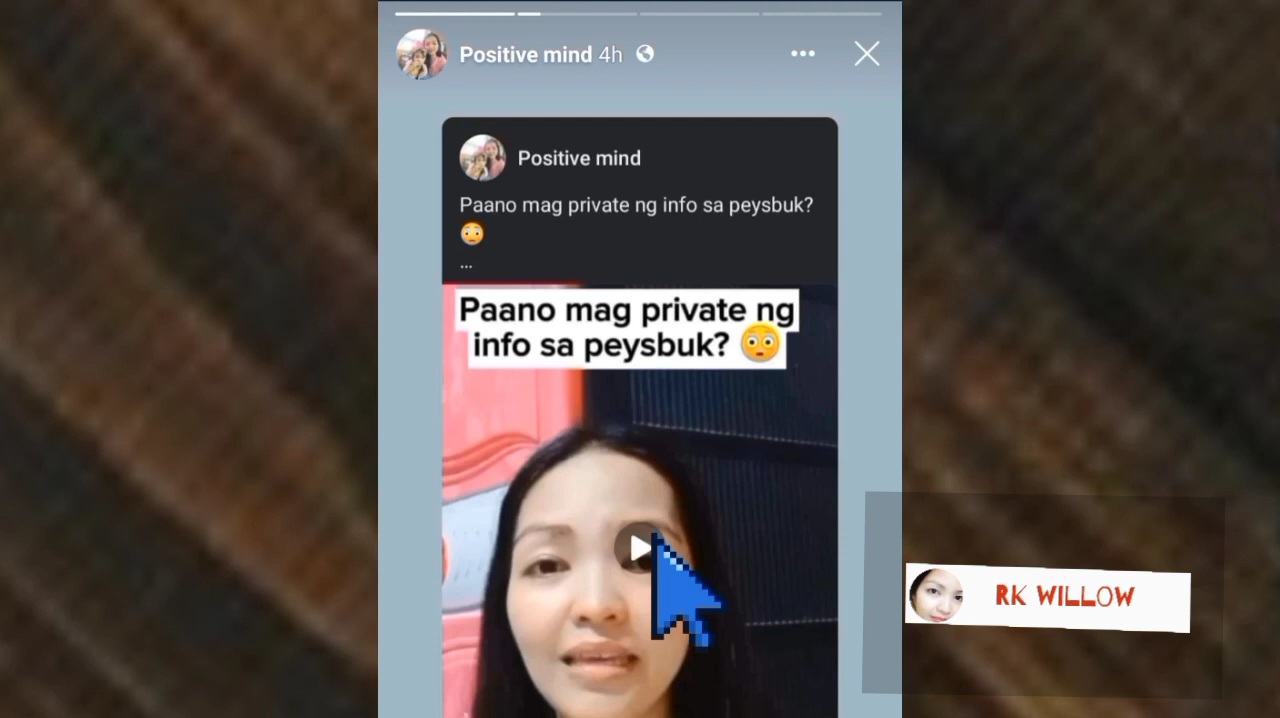 Positive mind 4h
Positive mind
Paano mag private ng info sa peysbuk?
😳
...
Paano mag private ng
info sa peysbuk? 😳
RK WILLOW